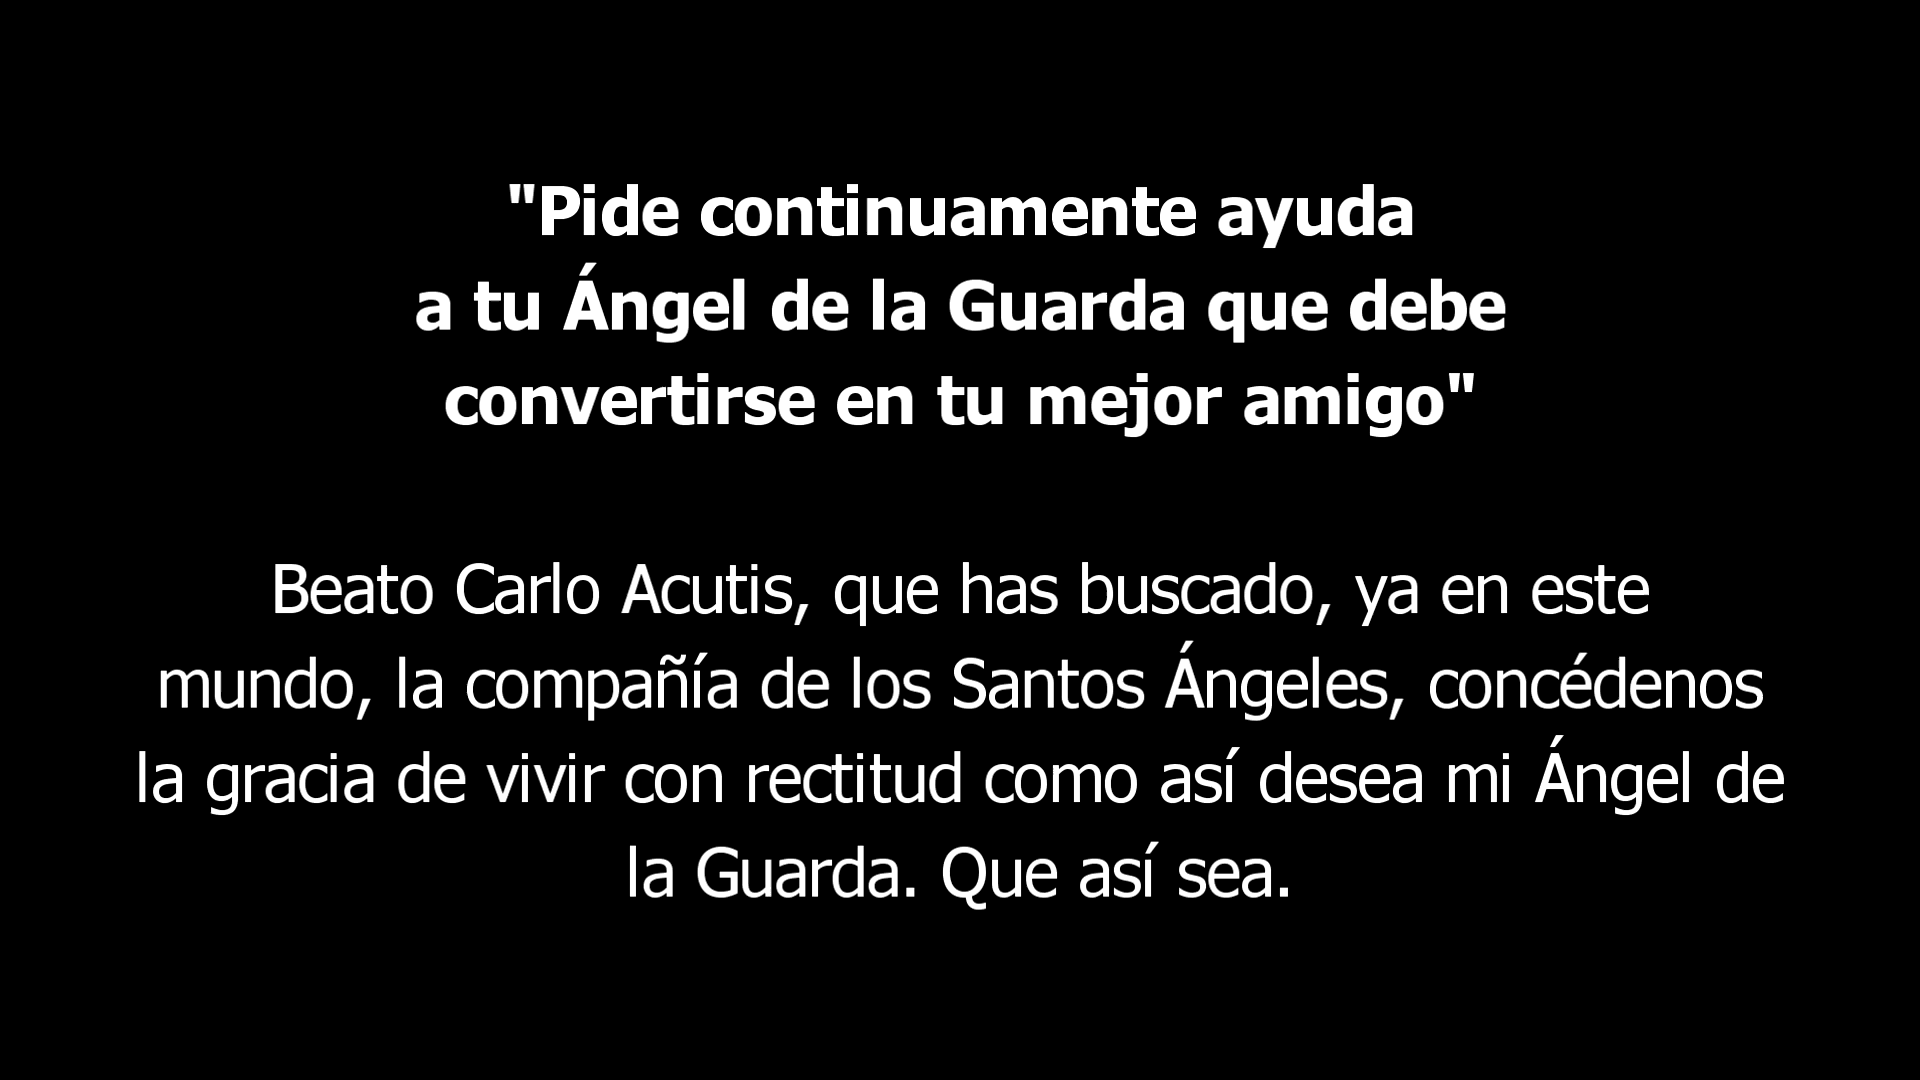 "Pide continuamente ayuda
a tu Ángel de la Guarda que debe
convertirse en tu mejor amigo"
Beato Carlo Acutis, que has buscado, ya en este
mundo, la compañía de los Santos Ángeles, concédenos
la gracia de vivir con rectitud como así desea mi Ángel de
la Guarda. Que así sea.